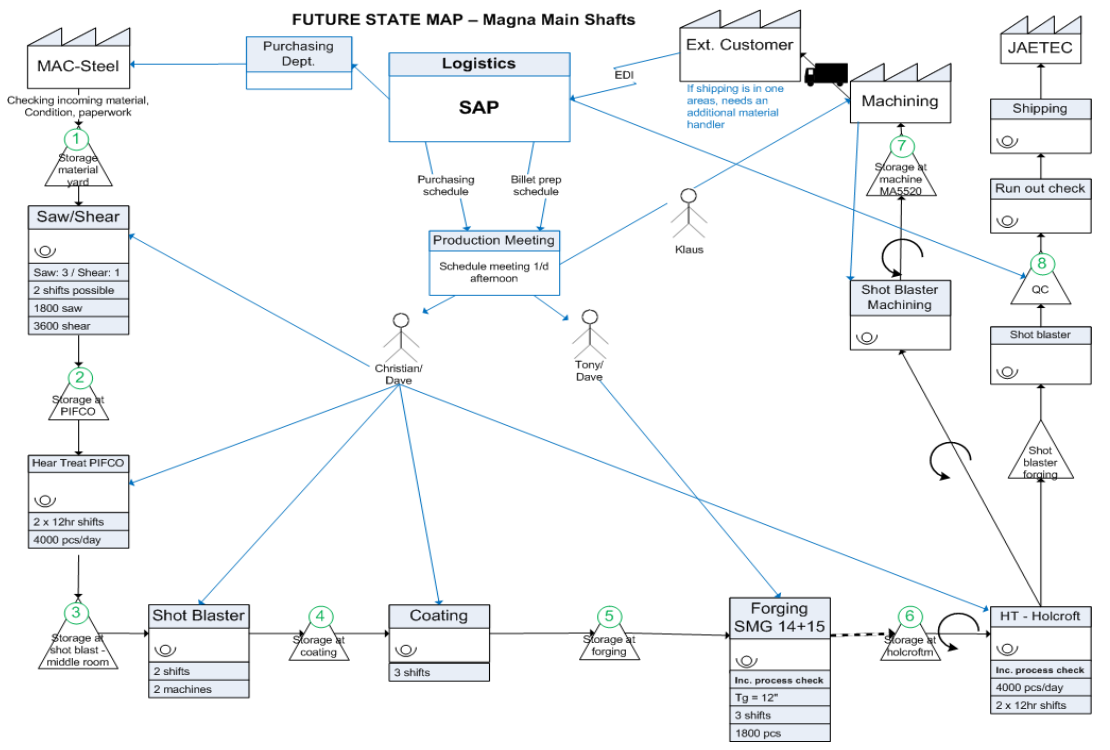 FUTURE STATE MAP – Magna Main Shafts
MAC-Steel
Checking incoming material,
Condition, paperwork
1
Storage
material
yard
Saw/Shear
Saw: 3 / Shear: 1
2 shifts possible
1800 saw
3600 shear
2
Storage at
PIFCO
Hear Treat PIFCO
2 x 12hr shifts
4000 pcs/day
3
Storage at
shot blast -
middle room
Purchasing
Dept.
Logistics
SAP
EDI
Purchasing
schedule
Billet prep
schedule
Production Meeting
Schedule meeting 1/d
afternoon
Christian/
Dave
Tony/
Dave
Klaus
Ext. Customer
If shipping is in one
areas, needs an
additional material
handler
Machining
7
Storage at
machine
MA5520
Shot Blaster
Machining
JAETEC
Shipping
Run out check
8
QC
Shot blaster
Shot
blaster
forging
Shot Blaster
2 shifts
2 machines
4
Storage at
coating
Coating
3 shifts
5
Storage at
forging
Forging
SMG 14+15
Inc. process check
Tg = 12"
3 shifts
1800 pcs
6
Storage at
holcroftm
HT - Holcroft
Inc. process check
4000 pcs/day
2 x 12hr shifts